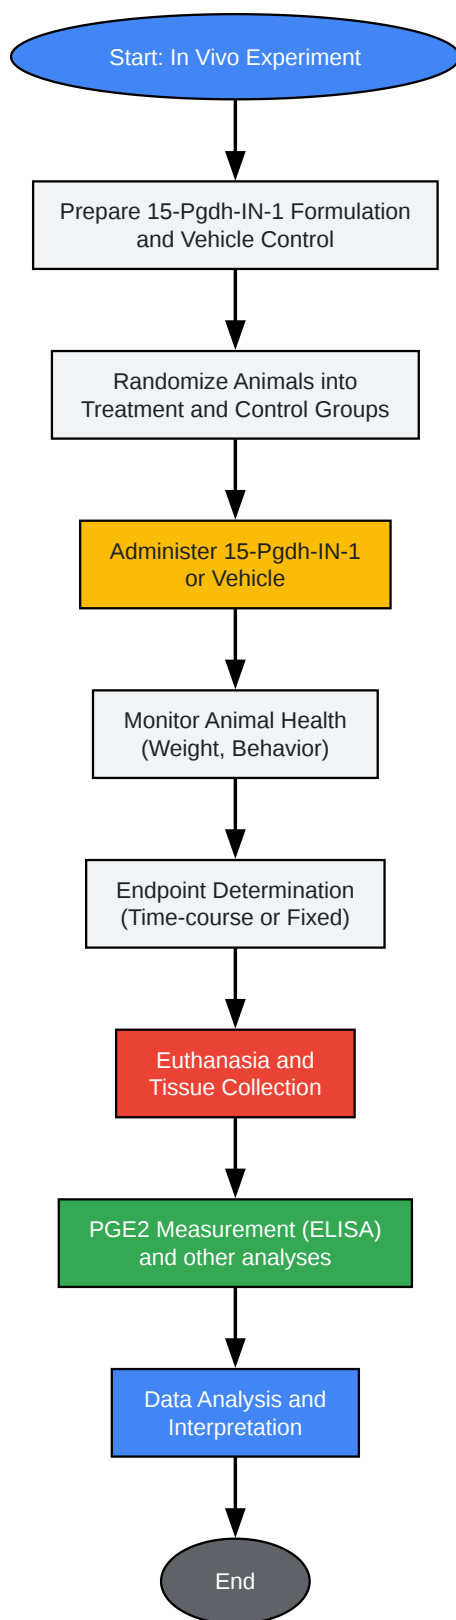 Start: In Vivo Experiment
Prepare 15-Pgdh-IN-1 Formulation
and Vehicle Control
Randomize Animals into
Treatment and Control Groups
Administer 15-Pgdh-IN-1
or Vehicle
Monitor Animal Health
(Weight, Behavior)
Endpoint Determination
(Time-course or Fixed)
Euthanasia and
Tissue Collection
PGE2 Measurement (ELISA)
and other analyses
Data Analysis and
Interpretation
End